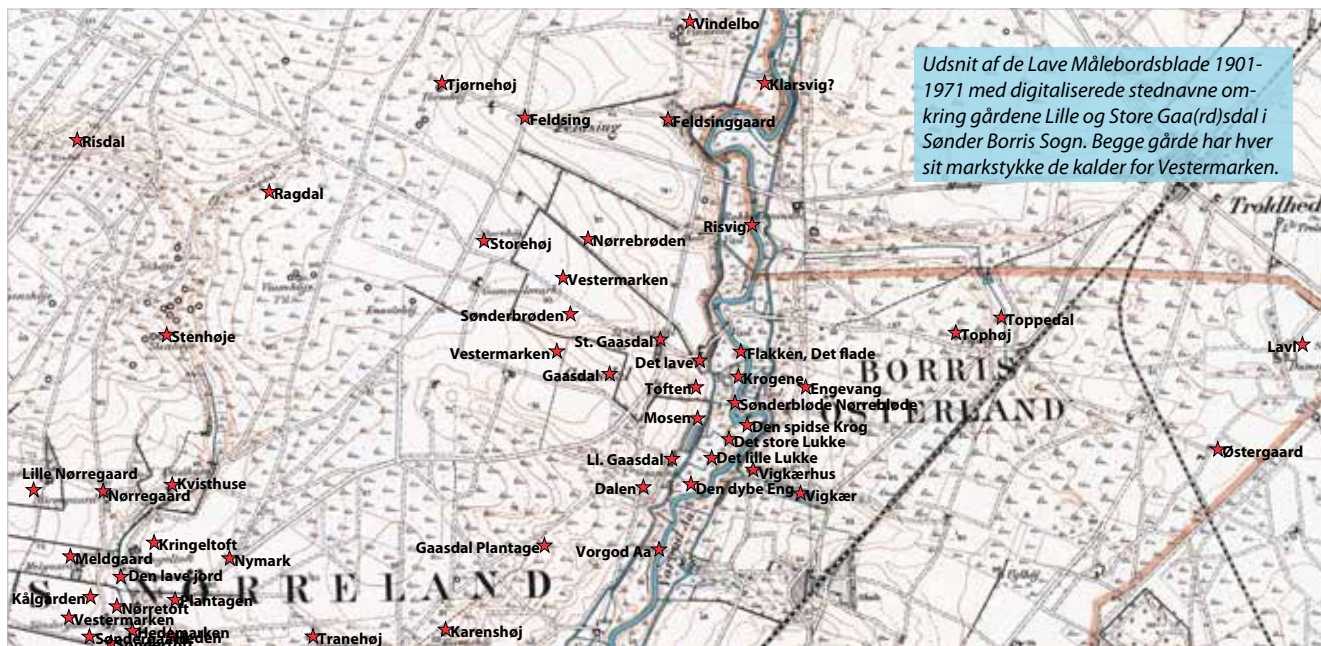 Vindelbo
Udsnit af de Lave Målebordsblade 1901-
1971 med digitaliserede stednavne om-
kring gårdene Lille og Store Gaa(rd)sdal i
Sønder Borris Sogn. Begge gårde har hver
sit markstykke de kalder for Vestermarken.
Tjørnehøj
Klarsvig?
Feldsing
Feldsinggaard
Risdal
Ragdal
Troldhed
Risvig
Storehøj
Nørrebrøden
Vestermarken
Sønderbrøden
Toppedal
Tophøj
Stenhøje
St. Gaasdal
Lavl
Vestermarken
Det lave
Flakken, Det flade
BORRIS
Gaasdal
Krogene
Toften
Engevang
Sønderbløde Nørrebløde
ØSTERLAND
Mosen
Den spidse Krog
Det store Lukke
Østergaard
Ll. Gaasdal
Det lille Lukke
Vigkærhus
Lille Nørregaard
Nørregaard
Kvisthuse
Dalen
Den dybe Eng
Vigkær
Kringeltoft
Gaasdal Plantage
Vorgod Aa
Meldgaard
Nymark
Den lave jord
S NØRRELAND
Kålgården
Plantagen
Nørretoft
Vestermarken
Hedemarken
Tranehøj
Karenshøj